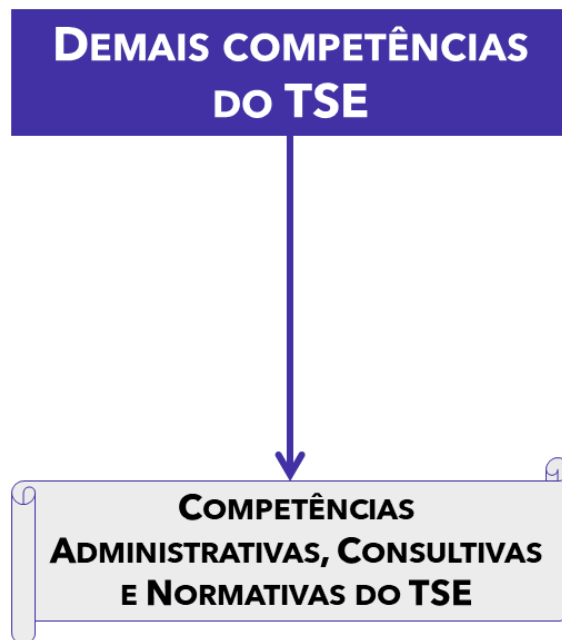 DEMAIS COMPETÊNCIAS
DO TSE
COMPETÊNCIAS
ADMINISTRATIVAS, CONSULTIVAS
E NORMATIVAS DO TSE